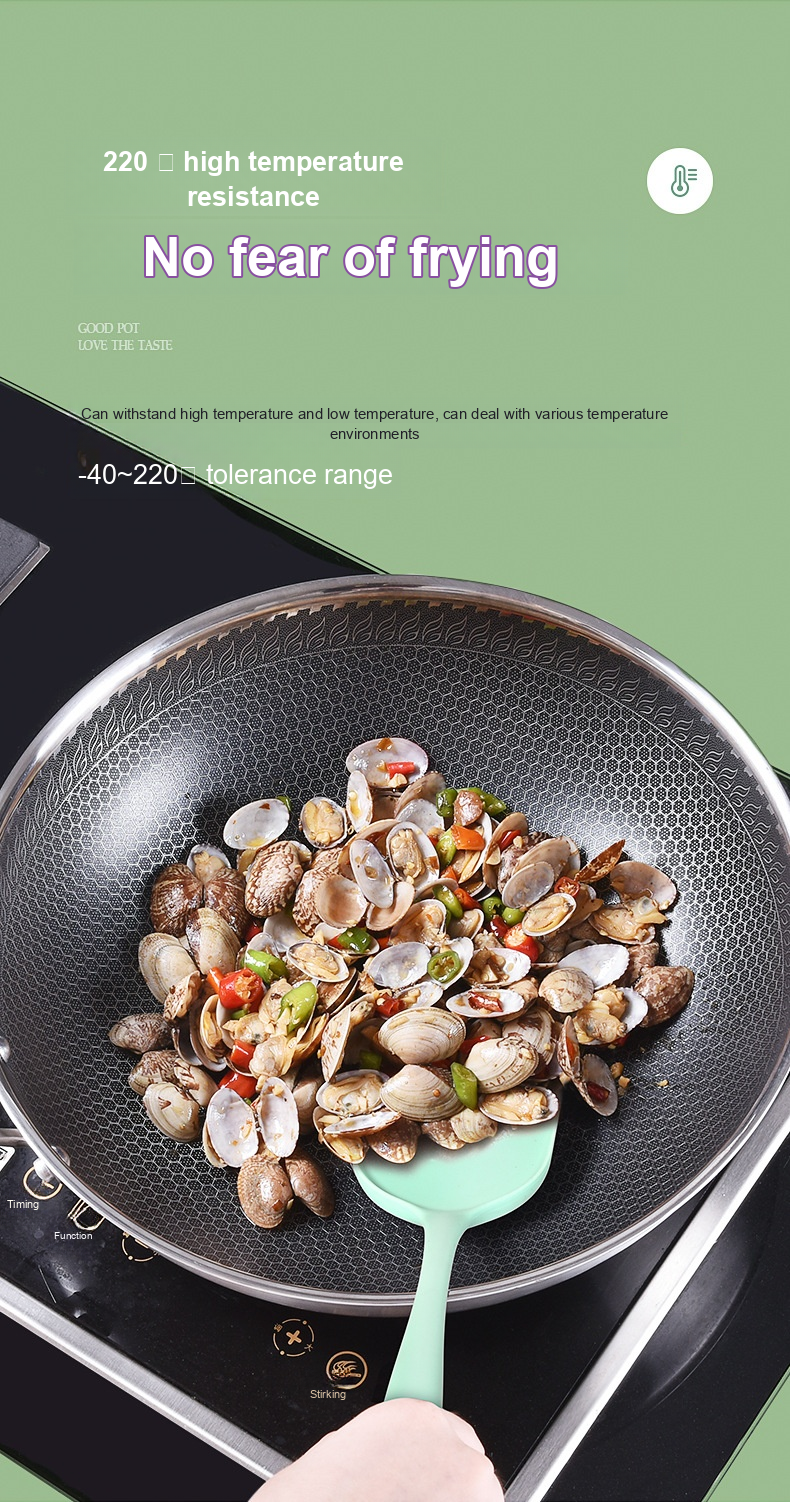 220 □ high temperature
resistance
No fear of frying
GOOD POT
LOVE THE TASTE
Can withstand high temperature and low temperature, can deal with various temperature
environments
-40~220□ tolerance range
Timing
Function
Stirking